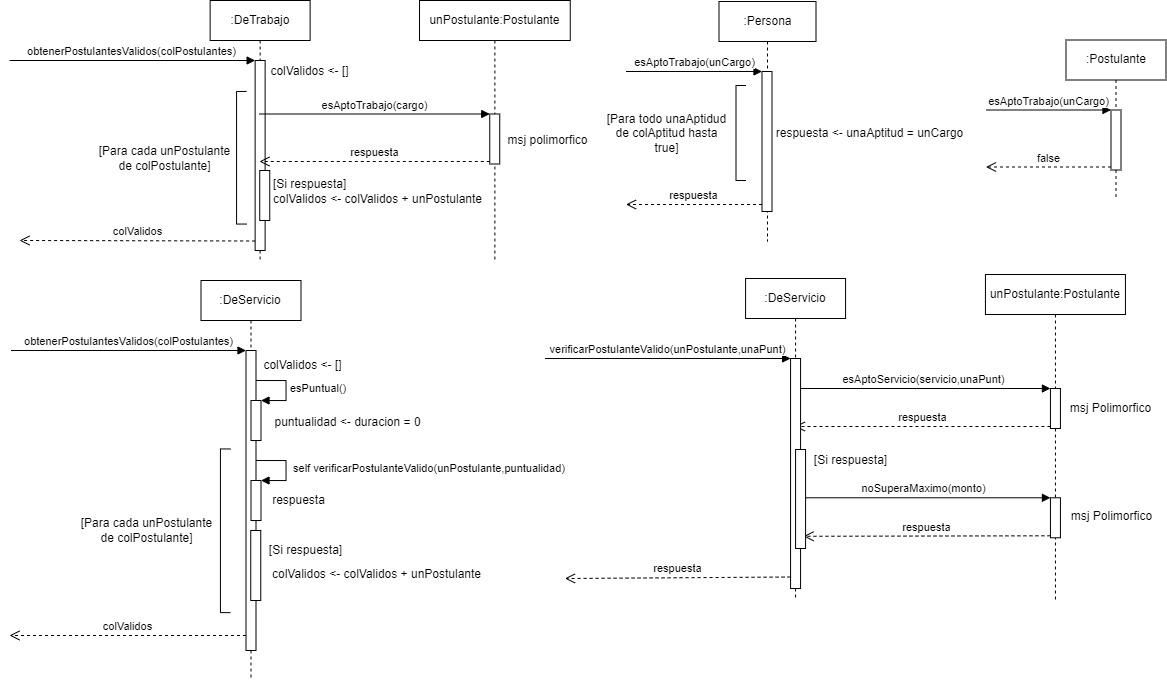 :DeTrabajo
unPostulante:Postulante
obtenerPostulantesValidos(colPostulantes)
colValidos <- []
esAptoTrabajo(cargo)
msj polimorfico
[Para cada unPostulante
de colPostulante]
respuesta
[Si respuesta]
colValidos <- colValidos + unPostulante
colValidos
:Persona
esAptoTrabajo(unCargo)
[Para todo unaAptidud
de colAptitud hasta
true]
respuesta <- unaAptitud = unCargo
respuesta
:Postulante
esAptoTrabajo(unCargo)
false
:DeServicio
obtenerPostulantesValidos(colPostulantes)
colValidos <- []
esPuntual()
puntualidad <- duracion = 0
self verificarPostulanteValido(unPostulante,puntualidad)
respuesta
[Para cada unPostulante
de colPostulante]
[Si respuesta]
colValidos <- colValidos + unPostulante
colValidos
:DeServicio
unPostulante:Postulante
verificarPostulanteValido(unPostulante,unaPunt)
esAptoServicio(servicio,unaPunt)
msj Polimorfico
respuesta
[Si respuesta]
noSuperaMaximo(monto)
msj Polimorfico
respuesta
respuesta